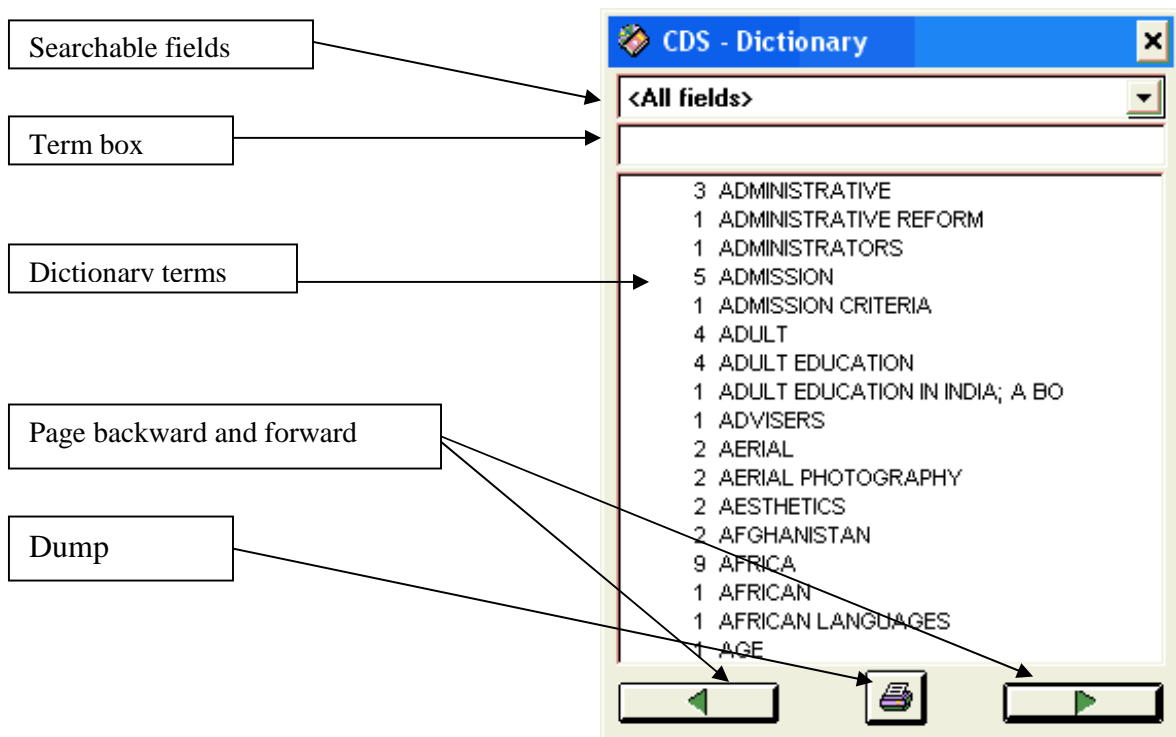 Searchable fields
Term box
Dictionary terms
Page backward and forward
Dump
CDS - Dictionary
<All fields>
3 ADMINISTRATIVE
1 ADMINISTRATIVE REFORM
1 ADMINISTRATORS
5 ADMISSION
1 ADMISSION CRITERIA
4 ADULT
4 ADULT EDUCATION
1 ADULT EDUCATION IN INDIA; A BO
1 ADVISERS
2 AERIAL
2 AERIAL PHOTOGRAPHY
2 AESTHETICS
2 AFGHANISTAN
9 AFRICA
1 AFRICAN
1 AFRICAN LANGUAGES
1 AGE